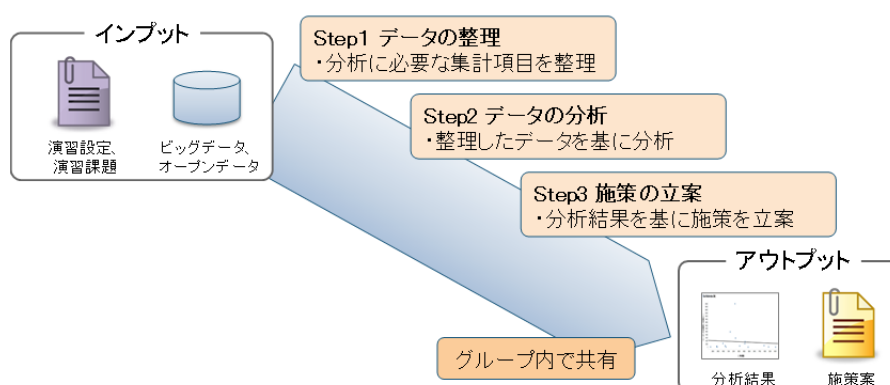 インプット
演習設定、
演習課題
ビッグデータ、
オープンデータ
Step1 データの整理
・分析に必要な集計項目を整理
Step2 データの分析
・整理したデータを基に分析
Step3 施策の立案
・分析結果を基に施策を立案
グループ内で共有
アウトプット
分析結果
施策案